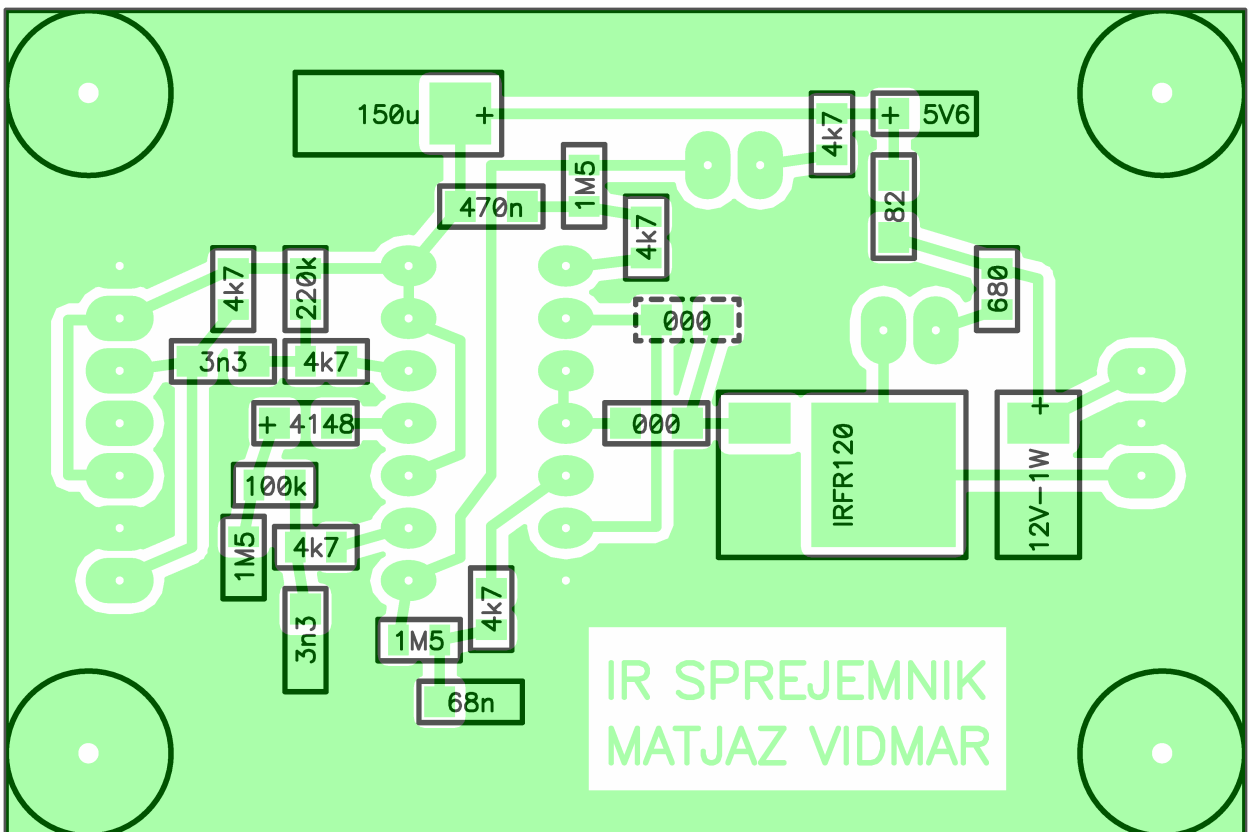 150u +
4k7
+ 5V6
1M5
82
470n
4k7
4k7
220k
680
000
3n3
4k7
+ 4148
000
IRFR120
+
12V-1W
100k
1M5
4k7
4k7
3n3
1M5
68n
IR SPREJEMNIK
MATJAZ VIDMAR